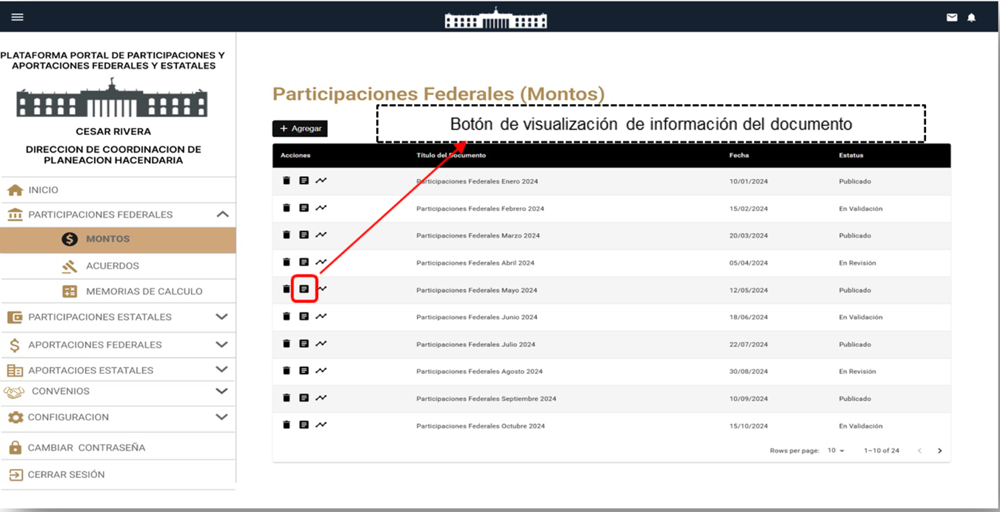 PLATAFORMA PORTAL DE PARTICIPACIONES Y
APORTACIONES FEDERALES Y ESTATALES
CESAR RIVERA
DIRECCION DE COORDINACION DE
PLANEACION HACENDARIA
INICIO
PARTICIPACIONES FEDERALES
MONTOS
ACUERDOS
MEMORIAS DE CALCULO
PARTICIPACIONES ESTATALES
APORTACIONES FEDERALES
APORTACIOES ESTATALES
CONVENIOS
CONFIGURACION
CAMBIAR CONTRASEÑA
CERRAR SESIÓN
Participaciones Federales (Montos)
+ Agregar
Botón de visualización de información del documento
Acciones Título del Documento Fecha Estatus
Participaciones Federales Enero 2024 10/01/2024 Publicado
Participaciones Federales Febrero 2024 15/02/2024 En Validación
Participaciones Federales Marzo 2024 20/03/2024 Publicado
Participaciones Federales Abril 2024 05/04/2024 En Revisión
Participaciones Federales Mayo 2024 12/05/2024 Publicado
Participaciones Federales Junio 2024 18/06/2024 En Validación
Participaciones Federales Julio 2024 22/07/2024 Publicado
Participaciones Federales Agosto 2024 30/08/2024 En Revisión
Participaciones Federales Septiembre 2024 10/09/2024 Publicado
Participaciones Federales Octubre 2024 15/10/2024 En Validación
Rows per page: 10 1–10 of 24